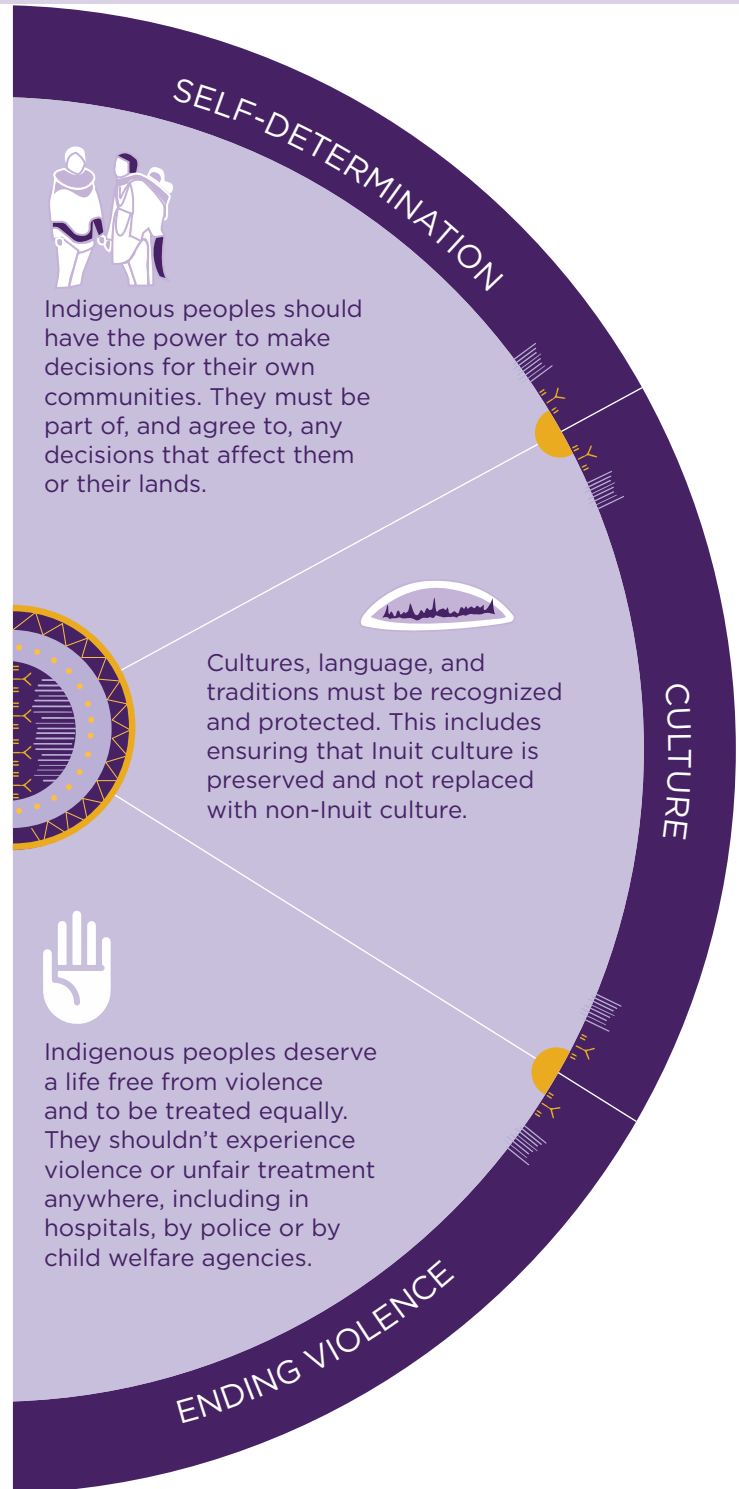 SELF-DETERMINATION
Indigenous peoples should
have the power to make
decisions for their own
communities. They must be
part of, and agree to, any
decisions that affect them
or their lands.
CULTURE
Cultures, language, and
traditions must be recognized
and protected. This includes
ensuring that Inuit culture is
preserved and not replaced
with non-Inuit culture.
Indigenous peoples deserve
a life free from violence
and to be treated equally.
They shouldn’t experience
violence or unfair treatment
anywhere, including in
hospitals, by police or by
child welfare agencies.
ENDING VIOLENCE